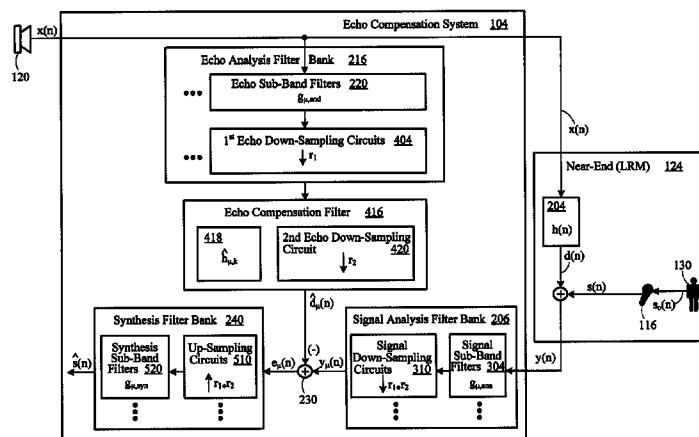 x(n)
Echo Compensation System 104
120
Echo Analysis Filter
Bank 216
Echo Sub-Band Filters
220
gμ,and
1st Echo Down-Sampling Circuits
404
↓ r1
x(n)
Near-End (LRM) 124
204
h(n)
d(n)
130
s(n)
so(n)
116
y(n)
Echo Compensation Filter
416
418
ĥμ,k
2nd Echo Down-Sampling
Circuit 420
↓ r2
d̂μ(n)
Synthesis Filter Bank 240
Synthesis
Sub-Band
Filters
520
gμ,syn
Up-Sampling
Circuits 510
↑ r1∘r2
ŝ(n)
eμ(n)
(-)
230
yμ(n)
Signal Analysis Filter Bank 206
Signal
Down-Sampling
Circuits
310
↓ r1∘r2
Signal
Sub-Band
Filters 304
gμ,ana